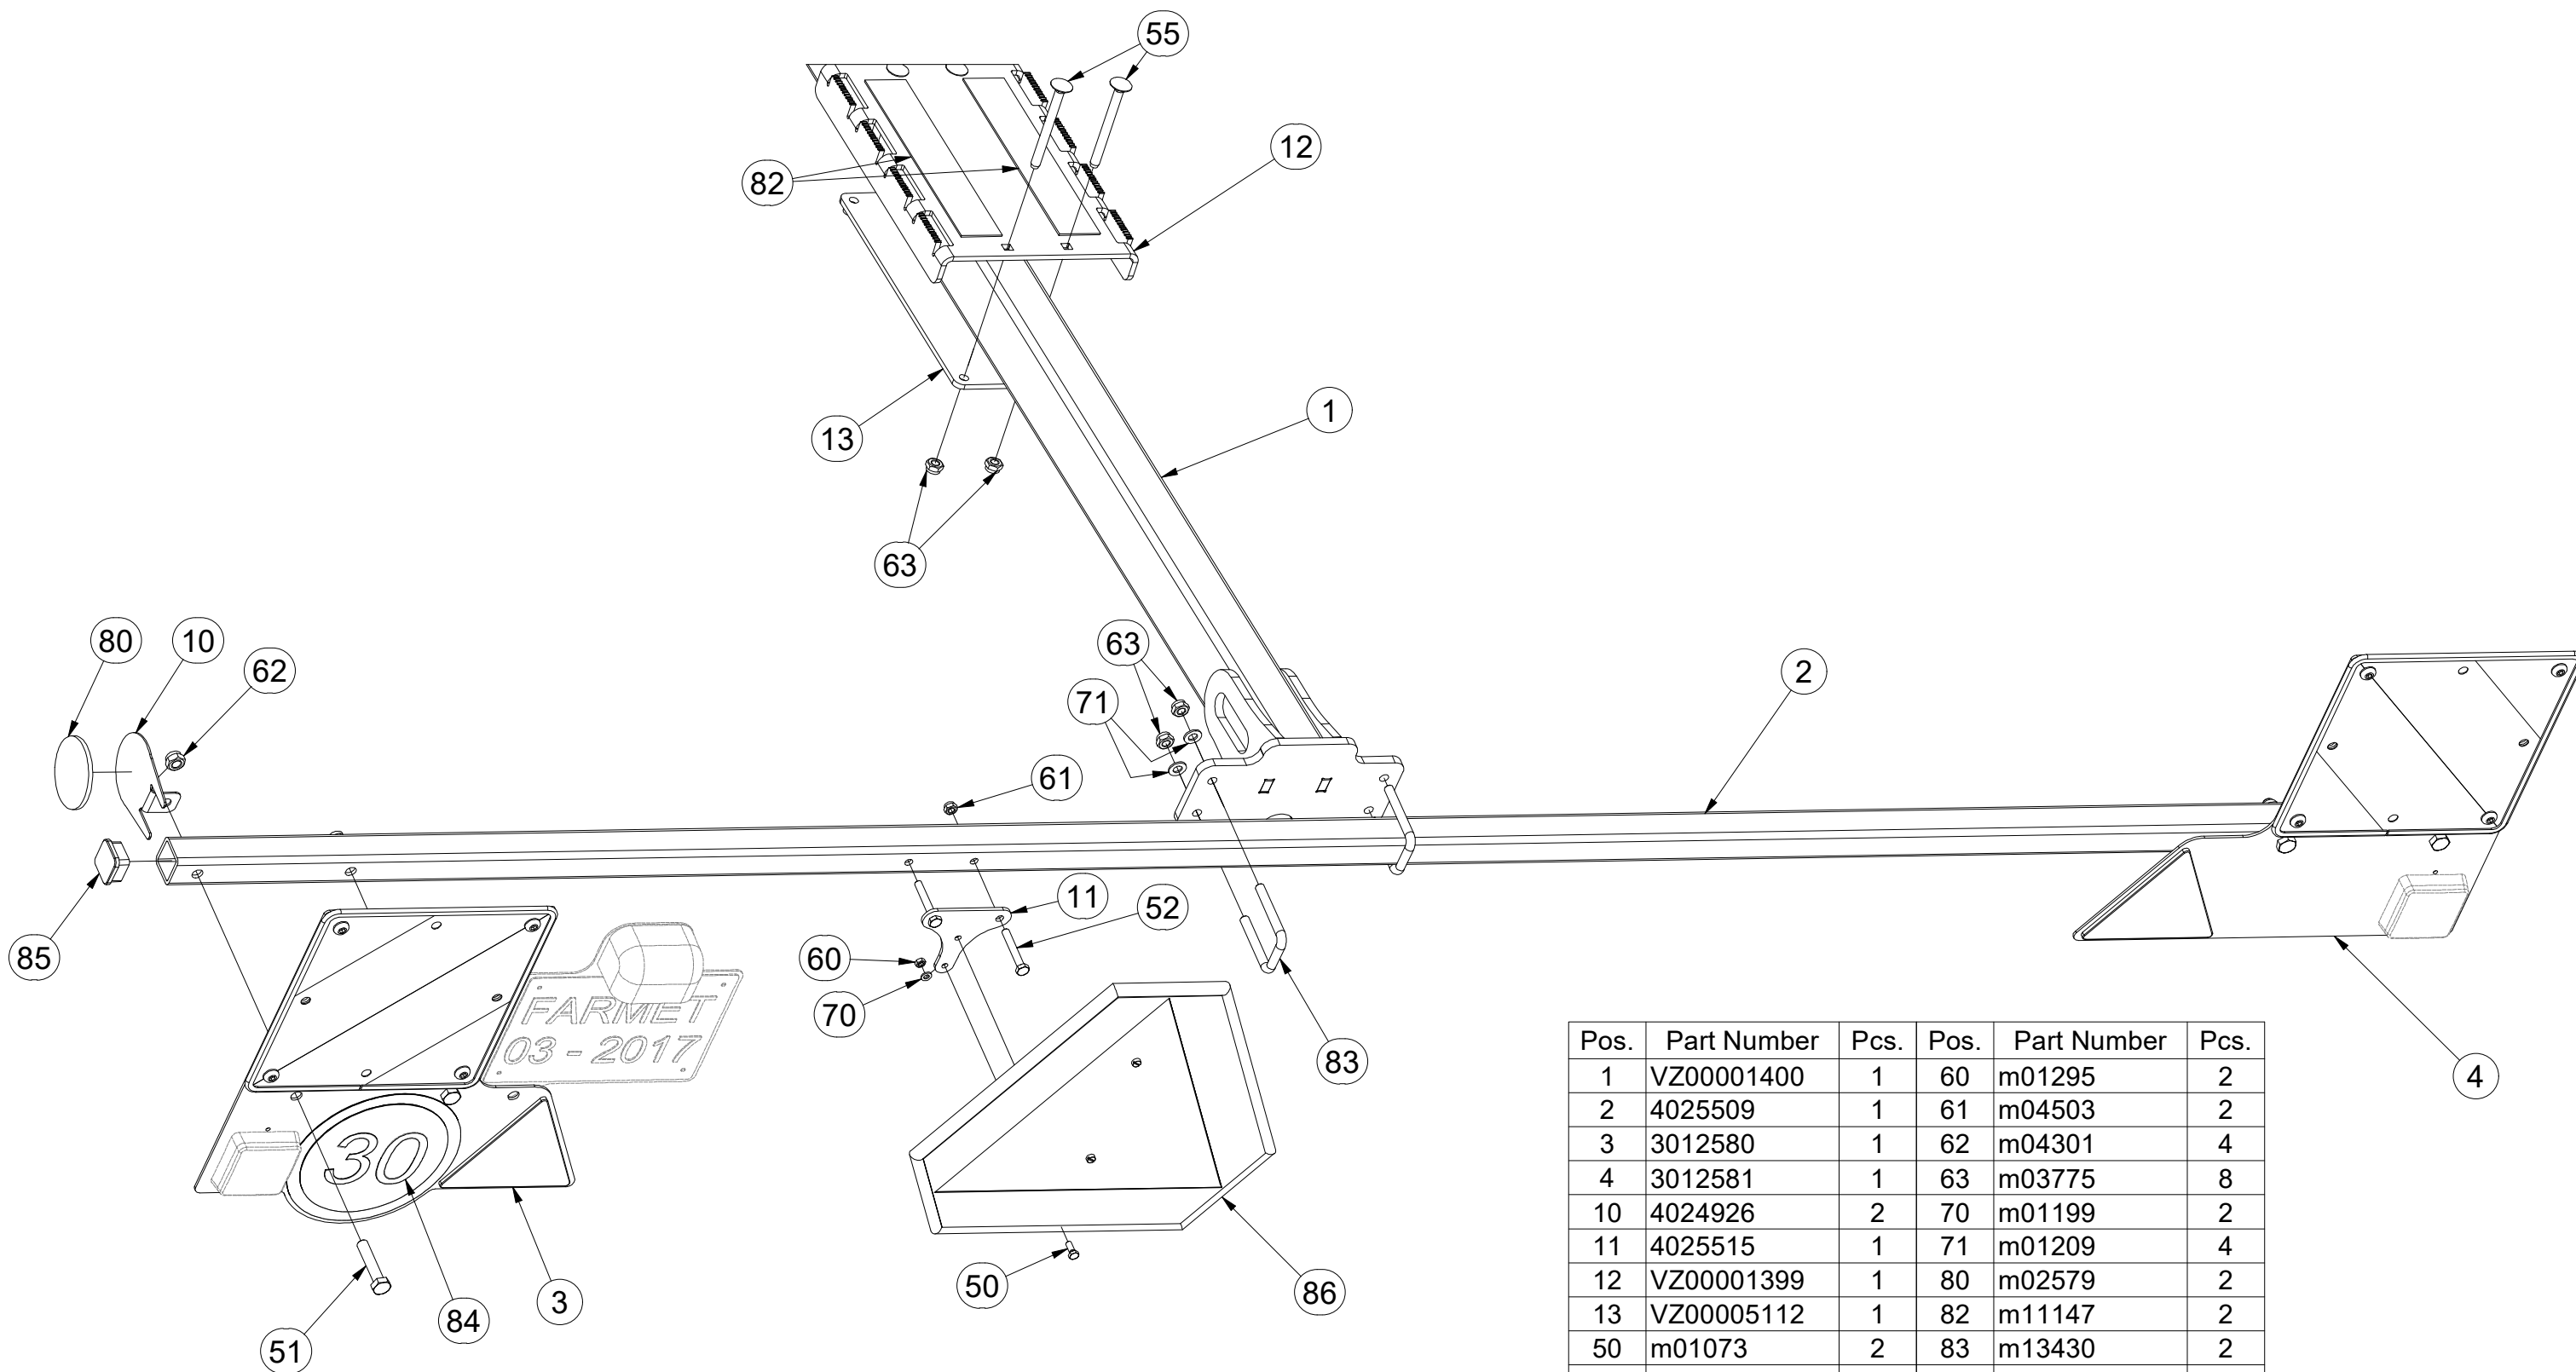 55
12
82
1
13
63
80
10
62
63
71
2
61
85
11
52
60
70
FARMET
03 - 2017
83
4
30
50
86
3
84
51
Pos. Part Number Pcs. Pos. Part Number Pcs.
1 VZ00001400 1 60 m01295 2
2 4025509 1 61 m04503 2
3 3012580 1 62 m04301 4
4 3012581 1 63 m03775 8
10 4024926 2 70 m01199 2
11 4025515 1 71 m01209 4
12 VZ00001399 1 80 m02579 2
13 VZ00005112 1 82 m11147 2
50 m01073 2 83 m13430 2